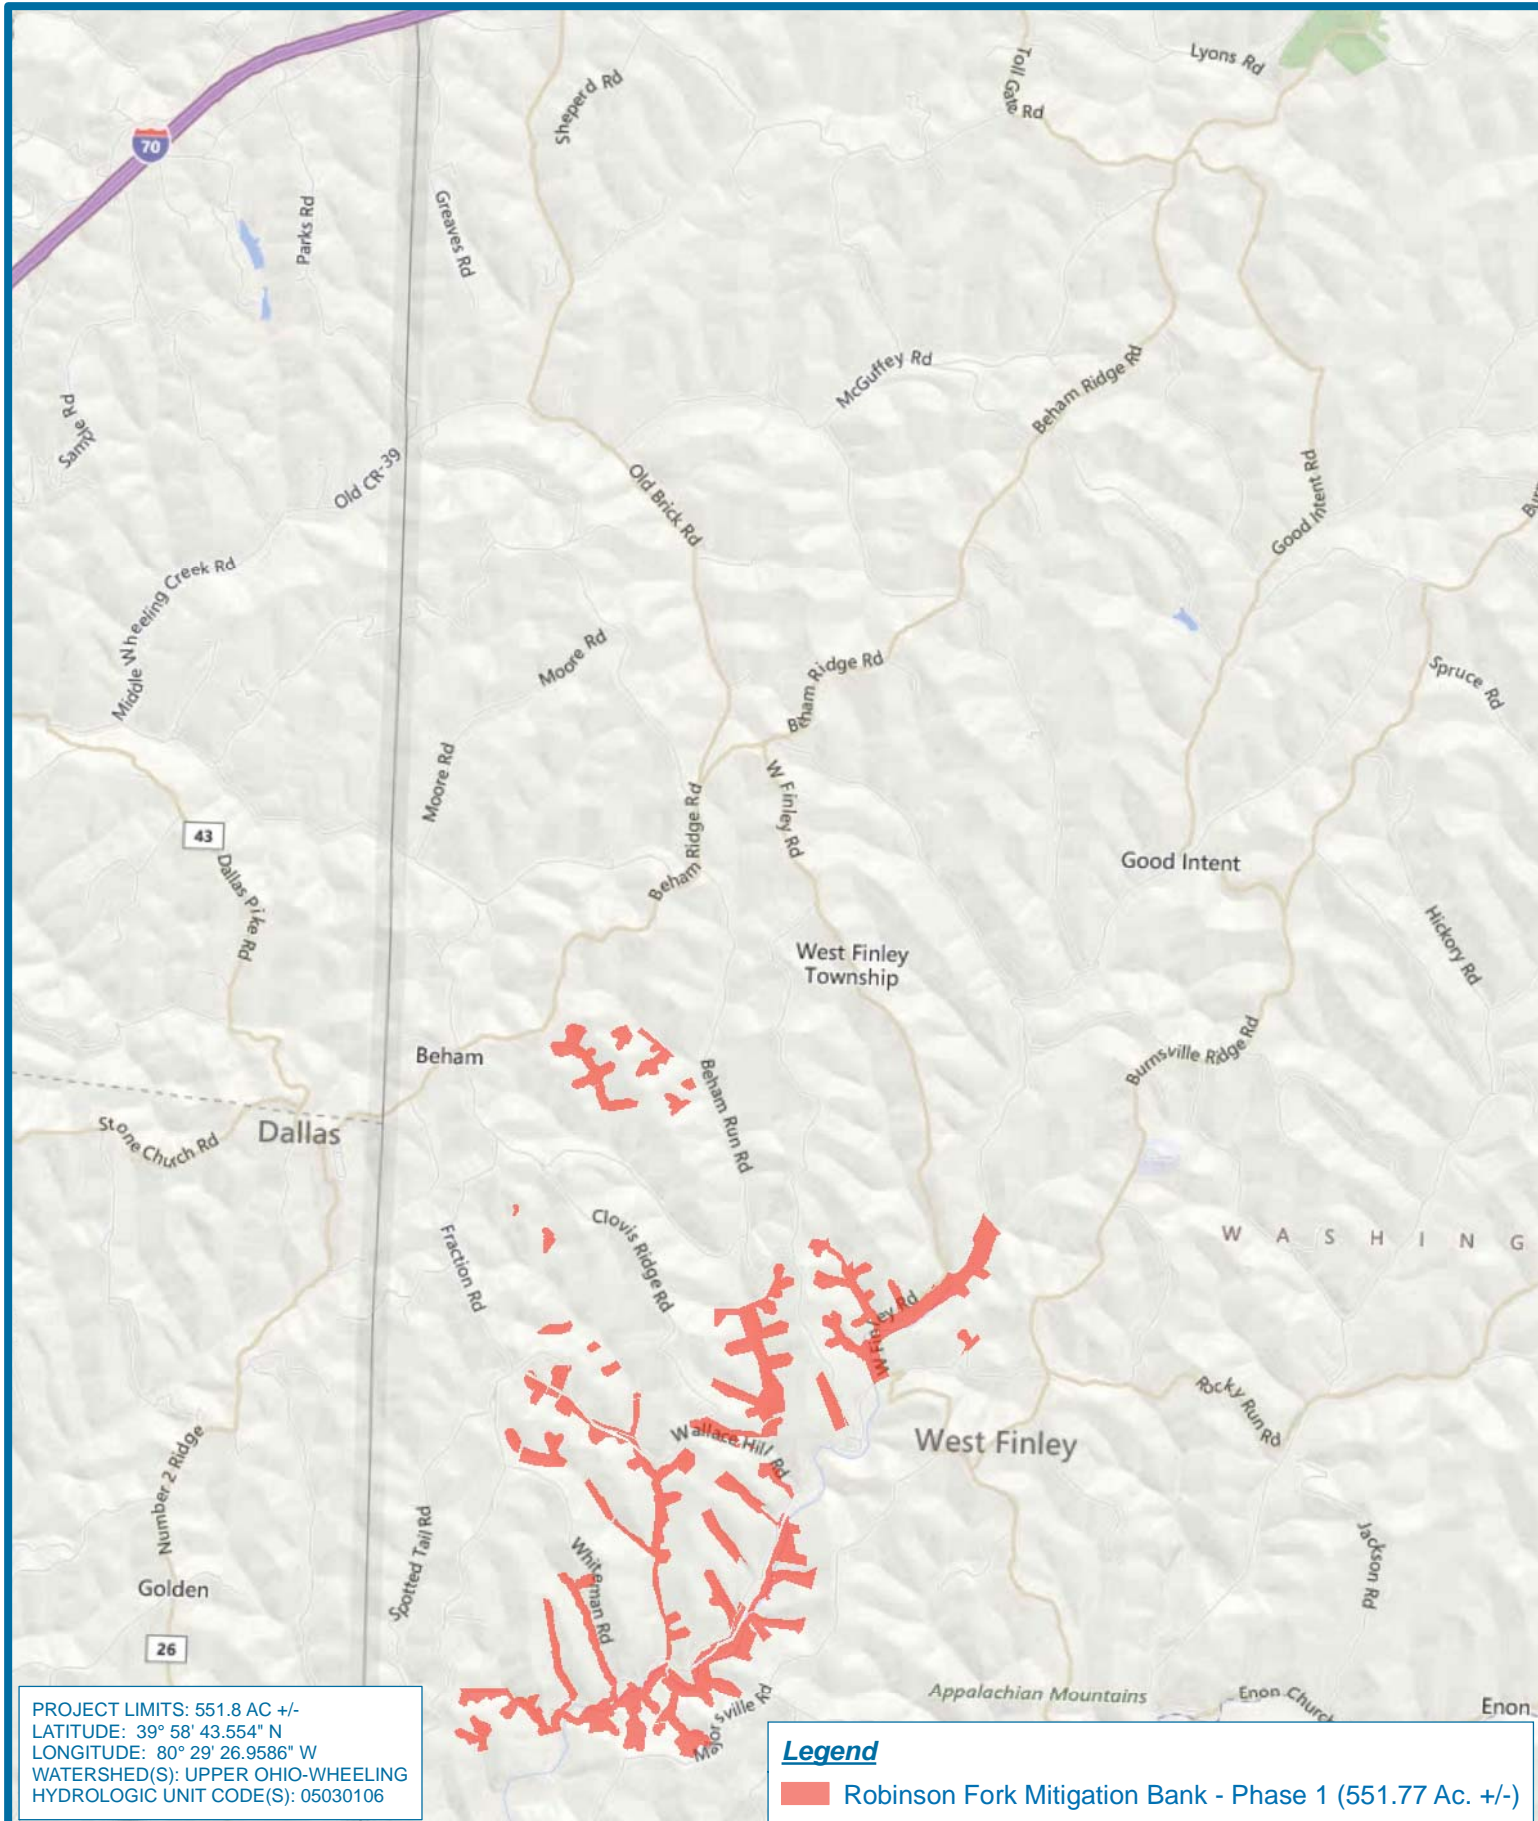 Lyons Rd
Toll Gate Rd
Sheperd Rd
70
Parks Rd
Greaves Rd
McGuffey Rd
Beham Ridge Rd
Sample Rd
Old CR-39
Old Brick Rd
Good Intent Rd
Middle Wheeling Creek Rd
Moore Rd
Beham Ridge Rd
Spruce Rd
Moore Rd
W Finley Rd
Beham Ridge Rd
43
Dallas Pike Rd
Good Intent
Hickory Rd
West Finley
Township
Beham
Burnsville Ridge Rd
Beham Run Rd
Stone Church Rd
Dallas
Clovis Ridge Rd
Fraction Rd
W A S H I N G
W Finley Rd
Rocky Run Rd
Wallace Hill Rd
West Finley
Number 2 Ridge
Spotted Tail Rd
Whiteman Rd
Jackson Rd
Golden
26
Majorsville Rd
Appalachian Mountains
Enon Church
Enon
PROJECT LIMITS: 551.8 AC +/-
LATITUDE: 39° 58' 43.554" N
LONGITUDE: 80° 29' 26.9586" W
WATERSHED(S): UPPER OHIO-WHEELING
HYDROLOGIC UNIT CODE(S): 05030106
Legend
Robinson Fork Mitigation Bank - Phase 1 (551.77 Ac. +/-)